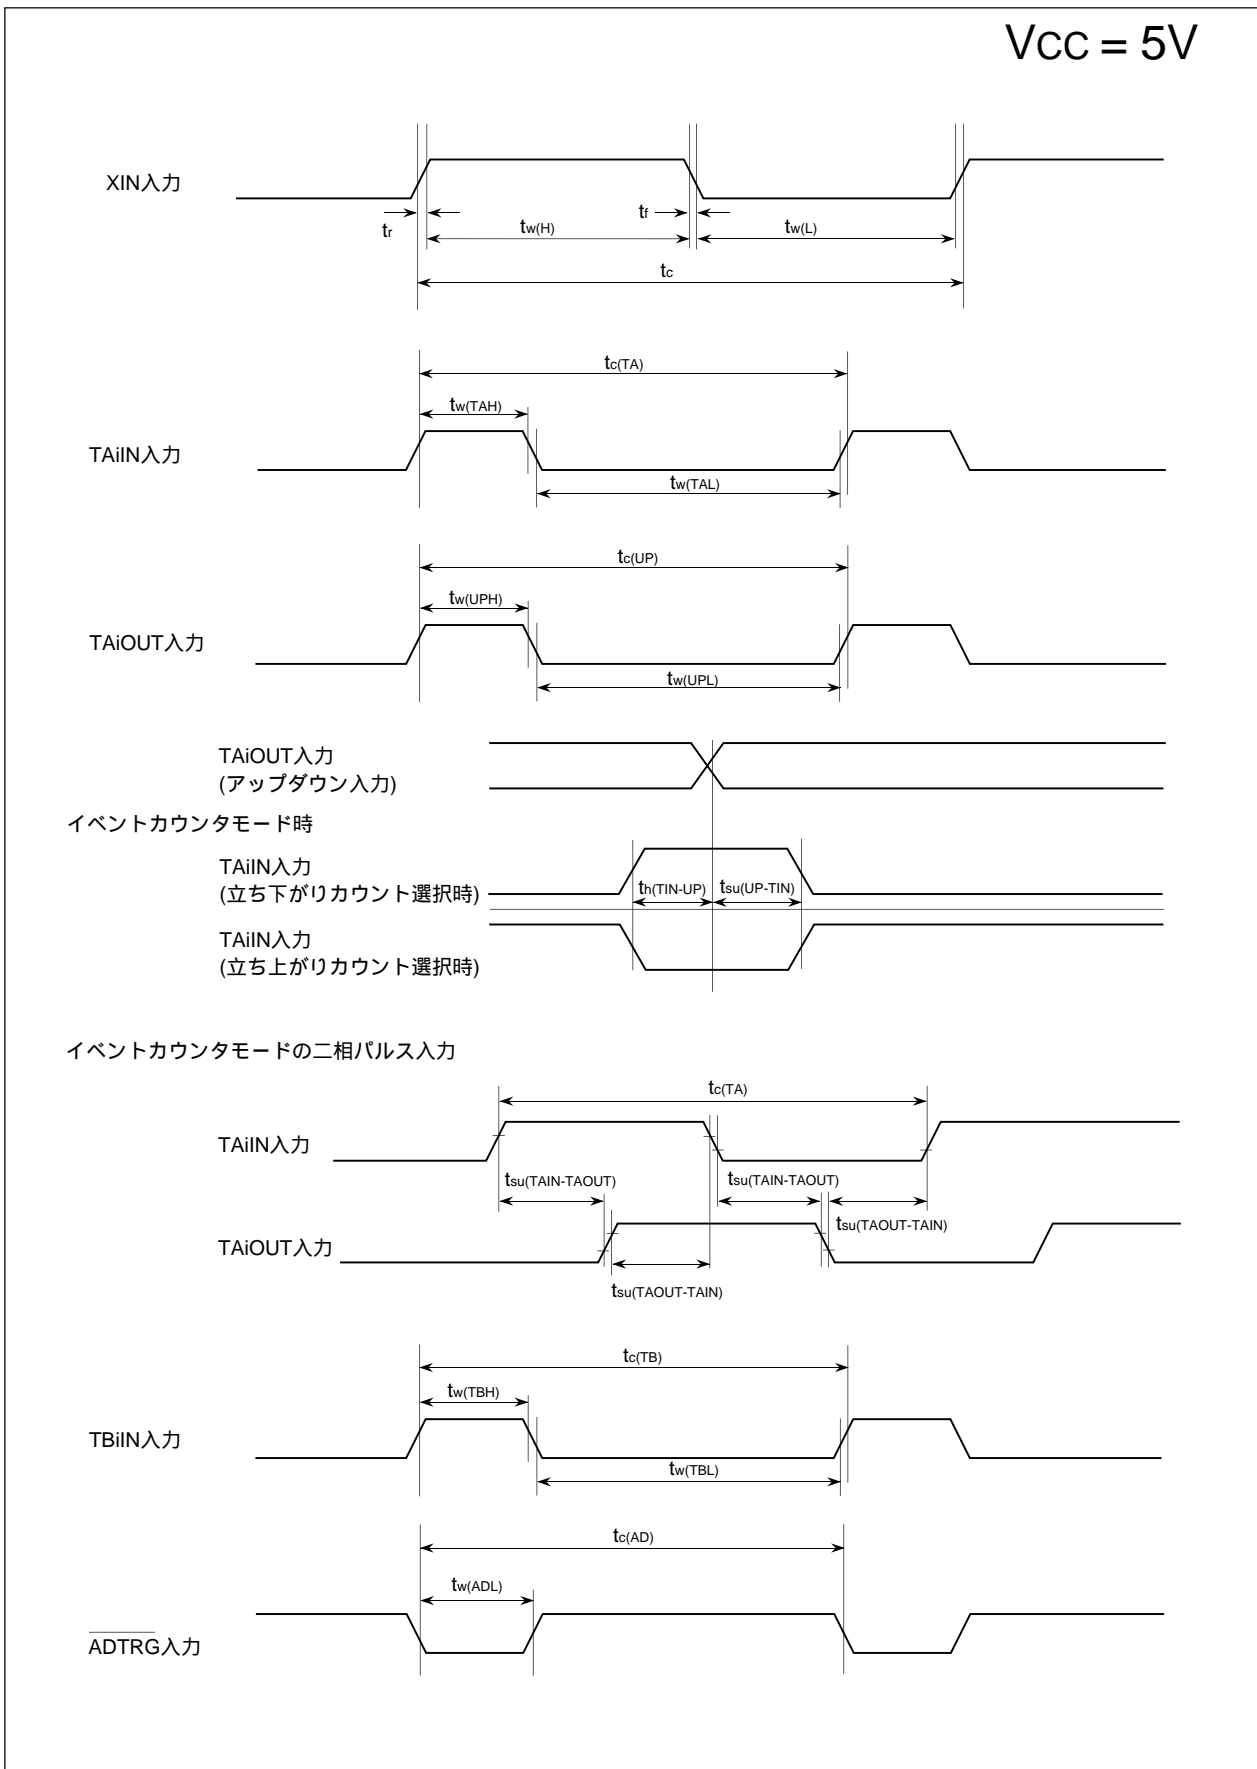 VCC = 5V
XIN入力
tr
tf
tw(H)
tw(L)
tc
tc(TA)
tw(TAH)
TAiIN入力
tw(TAL)
tc(UP)
tw(UPH)
TAiOUT入力
tw(UPL)
TAiOUT入力
(アップダウン入力)
イベントカウンタモード時
TAiIN入力
(立ち下がりカウント選択時)
th(TIN-UP)
tsu(UP-TIN)
TAiIN入力
(立ち上がりカウント選択時)
イベントカウンタモードの二相パルス入力
tc(TA)
TAiIN入力
tsu(TAIN-TAOUT)
tsu(TAIN-TAOUT)
tsu(TAOUT-TAIN)
TAiOUT入力
tsu(TAOUT-TAIN)
tc(TB)
tw(TBH)
TBiIN入力
tw(TBL)
tc(AD)
tw(ADL)
ADTRG入力